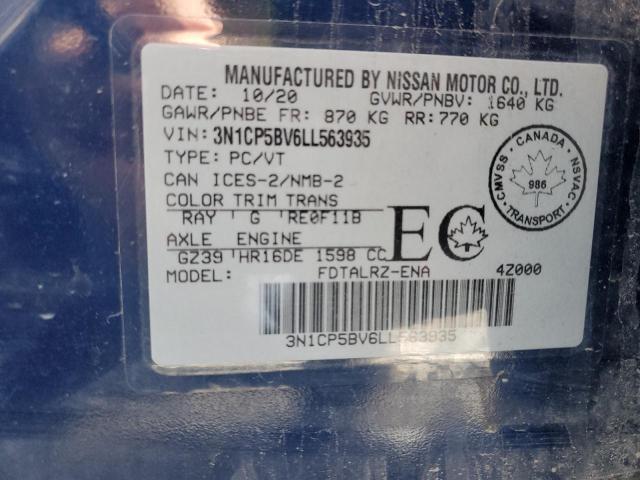 MANUFACTURED BY NISSAN MOTOR CO., LTD.
DATE: 10/20 GVWR/PNBV: 1640 KG
GAWR/PNBE FR: 870 KG RR: 770 KG
VIN: 3N1CP5BV6LL563935
TYPE: PC/VT
CAN ICES-2/NMB-2
COLOR TRIM TRANS
RAY G RE0F11B
AXLE ENGINE
GZ39 HR16DE 1598 CC
MODEL: FDTALRZ-ENA 4Z000
EC
CMVSS · CANADA · NSVAC · TRANSPORT ·
986
3N1CP5BV6LL563935